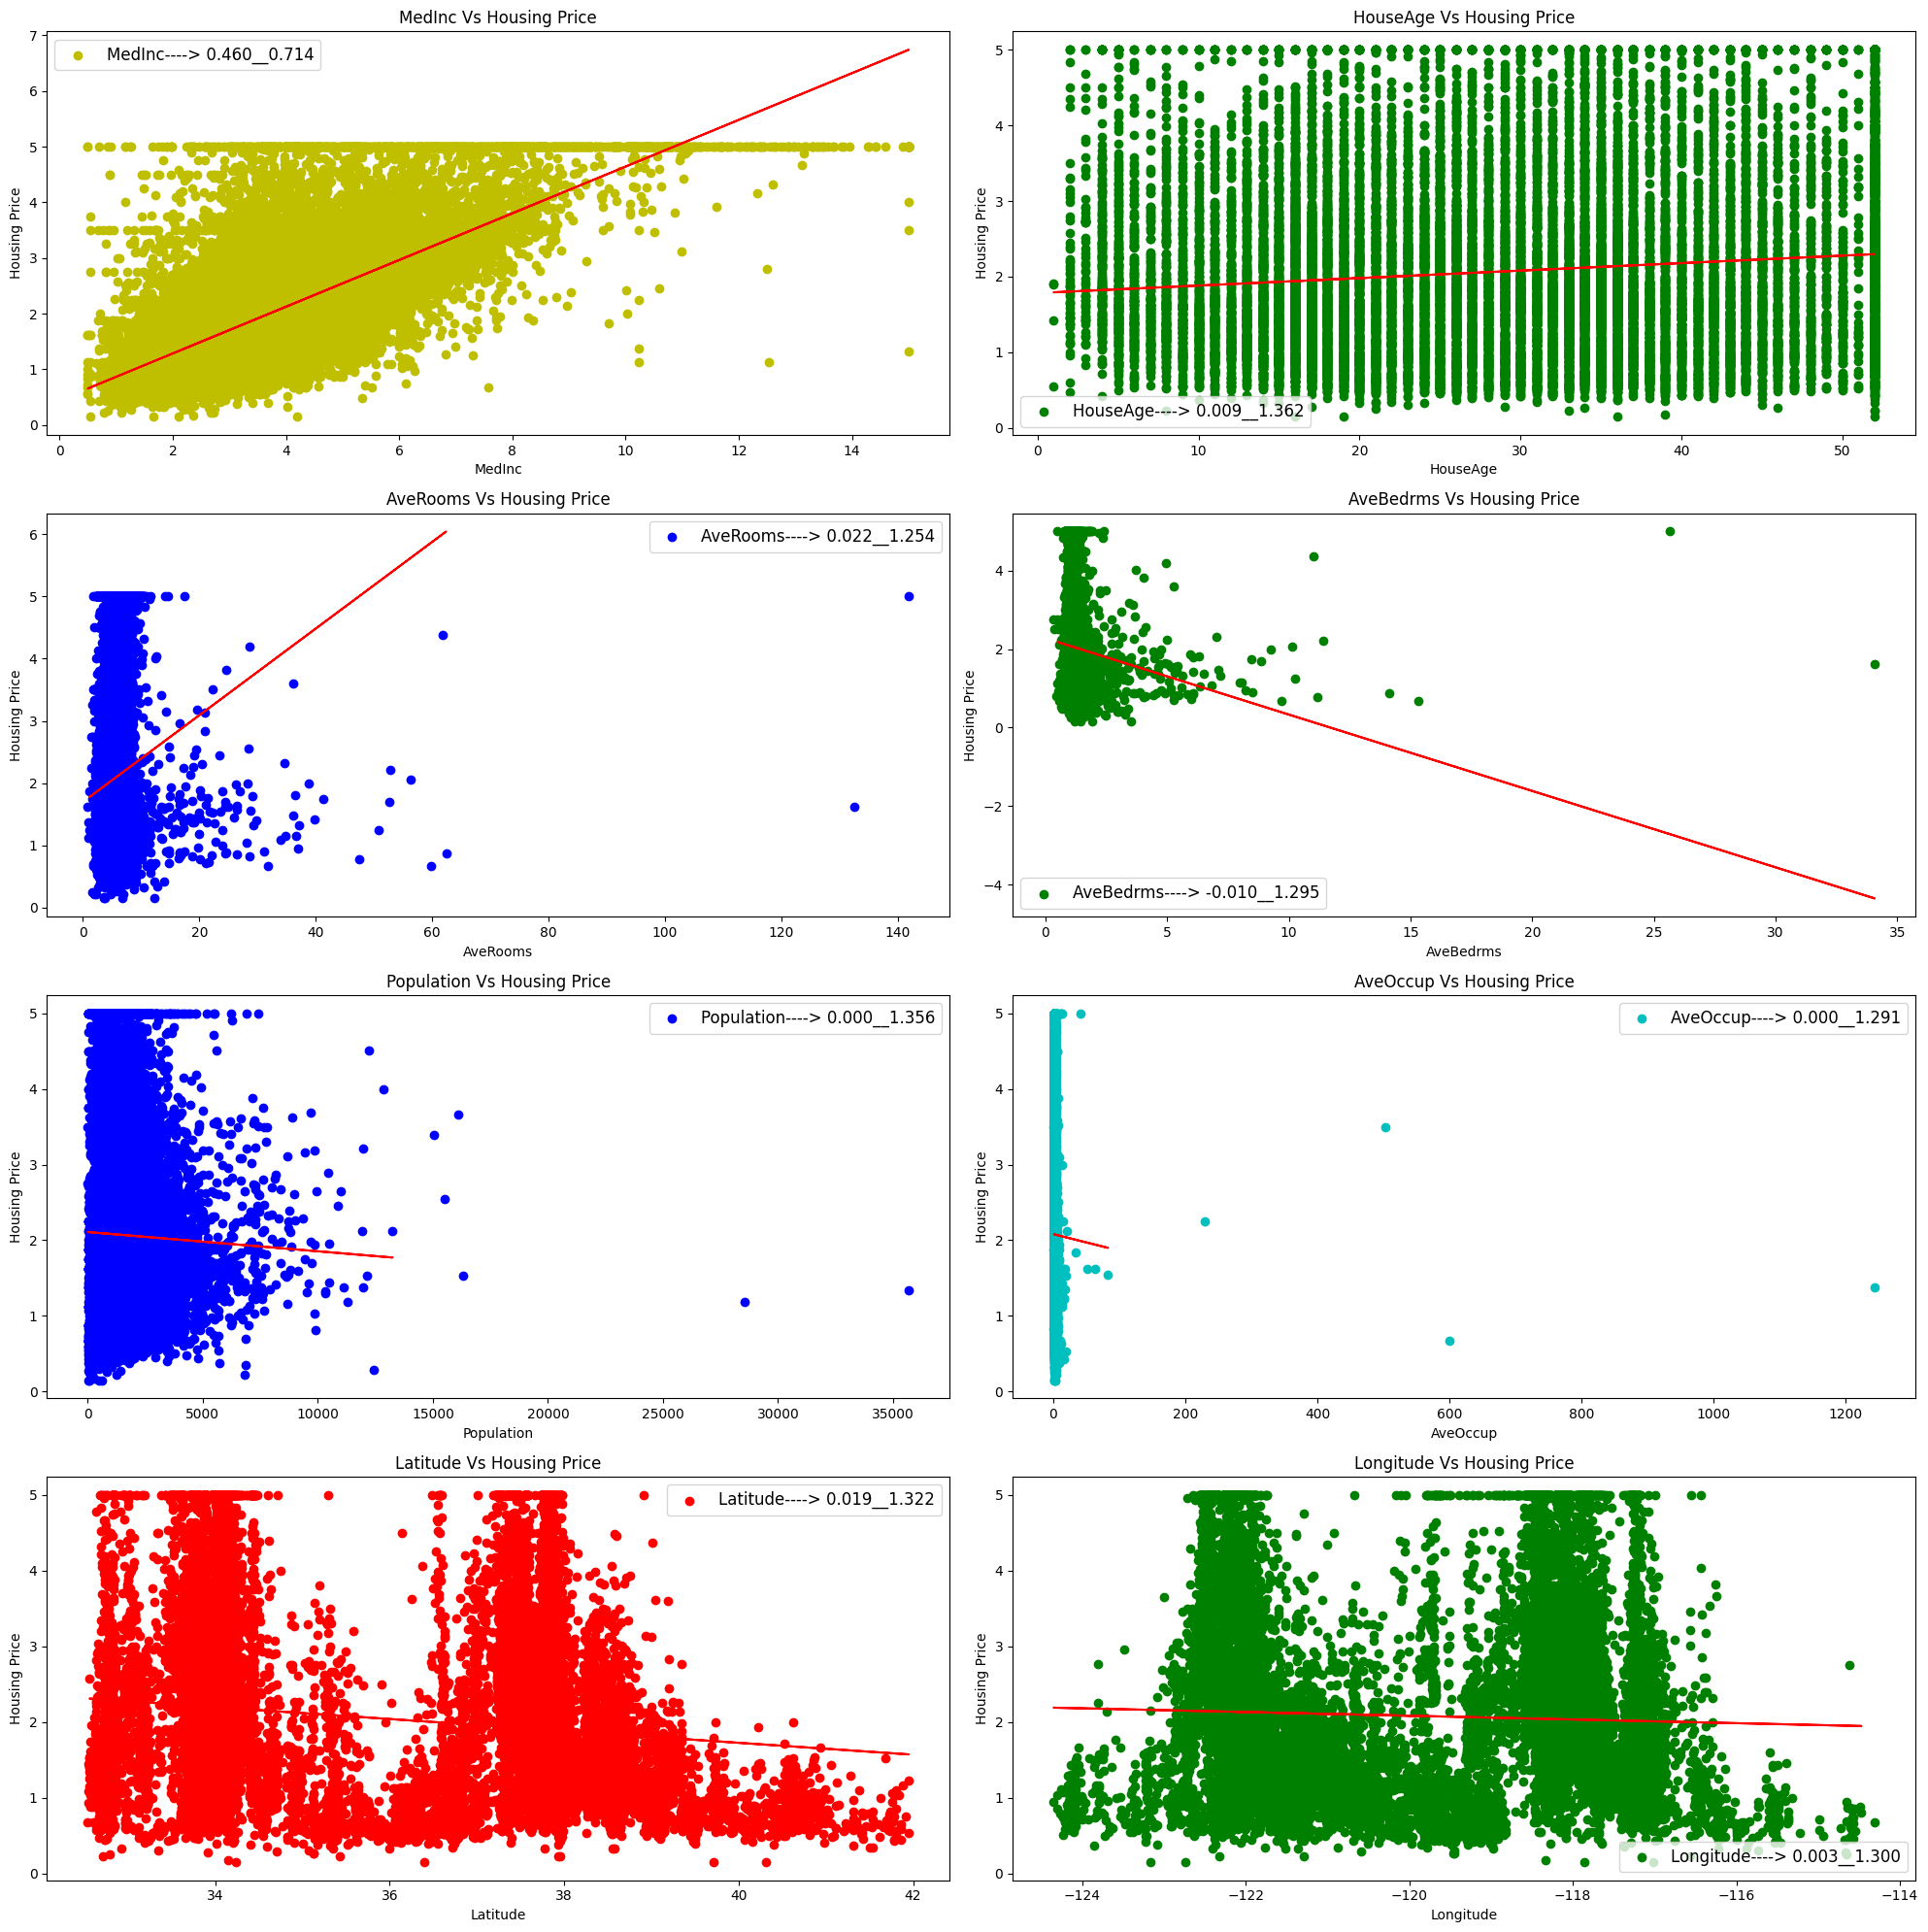 MedInc Vs Housing Price
HouseAge Vs Housing Price
7
6
5
4
3
2
1
0
Housing Price
MedInc----> 0.460__0.714
0 2 4 6 8 10 12 14
MedInc
5
4
3
2
1
0
Housing Price
HouseAge----> 0.009__1.362
0 10 20 30 40 50
HouseAge
AveRooms Vs Housing Price
AveBedrms Vs Housing Price
6
5
4
3
2
1
0
Housing Price
AveRooms----> 0.022__1.254
0 20 40 60 80 100 120 140
AveRooms
4
2
0
−2
−4
Housing Price
AveBedrms----> -0.010__1.295
0 5 10 15 20 25 30 35
AveBedrms
Population Vs Housing Price
AveOccup Vs Housing Price
5
4
3
2
1
0
Housing Price
Population----> 0.000__1.356
0 5000 10000 15000 20000 25000 30000 35000
Population
5
4
3
2
1
0
Housing Price
AveOccup----> 0.000__1.291
0 200 400 600 800 1000 1200
AveOccup
Latitude Vs Housing Price
Longitude Vs Housing Price
5
4
3
2
1
0
Housing Price
Latitude----> 0.019__1.322
34 36 38 40 42
Latitude
5
4
3
2
1
0
Housing Price
Longitude----> 0.003__1.300
−124 −122 −120 −118 −116 −114
Longitude